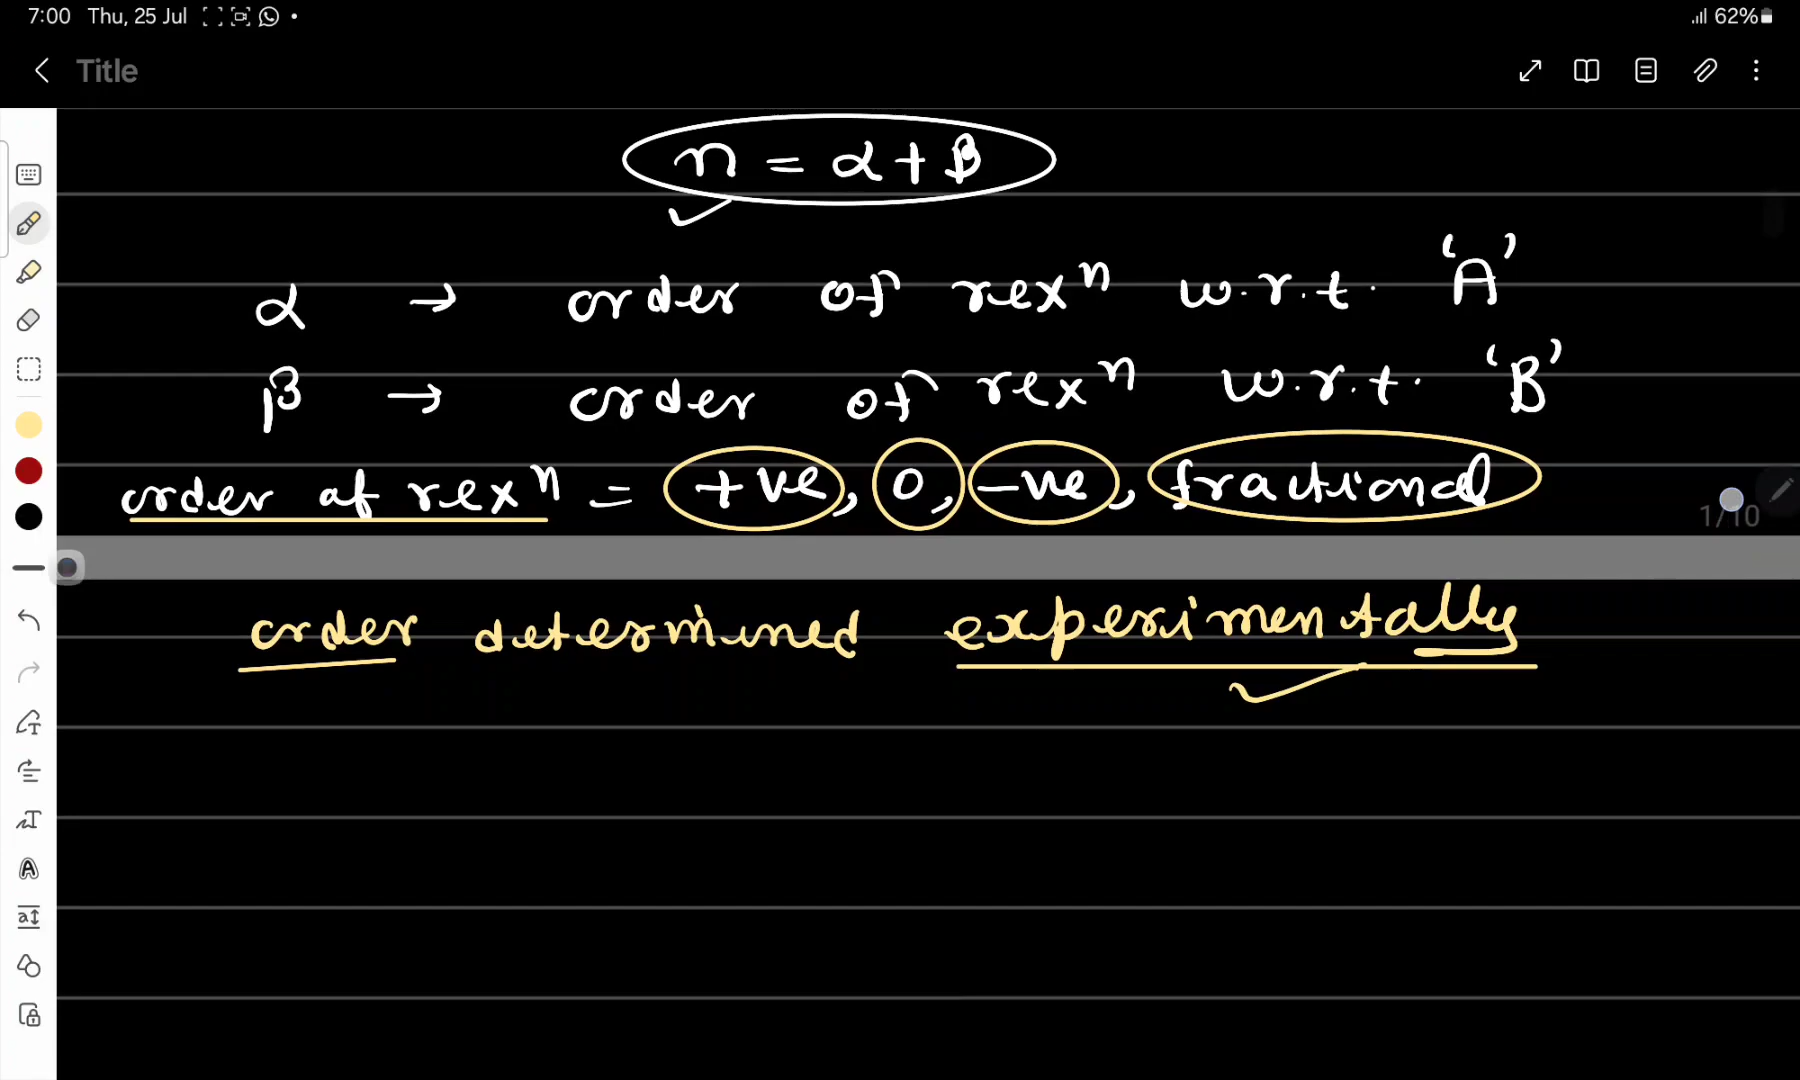 7:00 Thu, 25 Jul 62%
Title
n = α + β
α → order of rexⁿ w.r.t. 'A'
β → order of rexⁿ w.r.t. 'B'
order of rexⁿ = +ve, 0, -ve, fractional
1/10
order determined experimentally